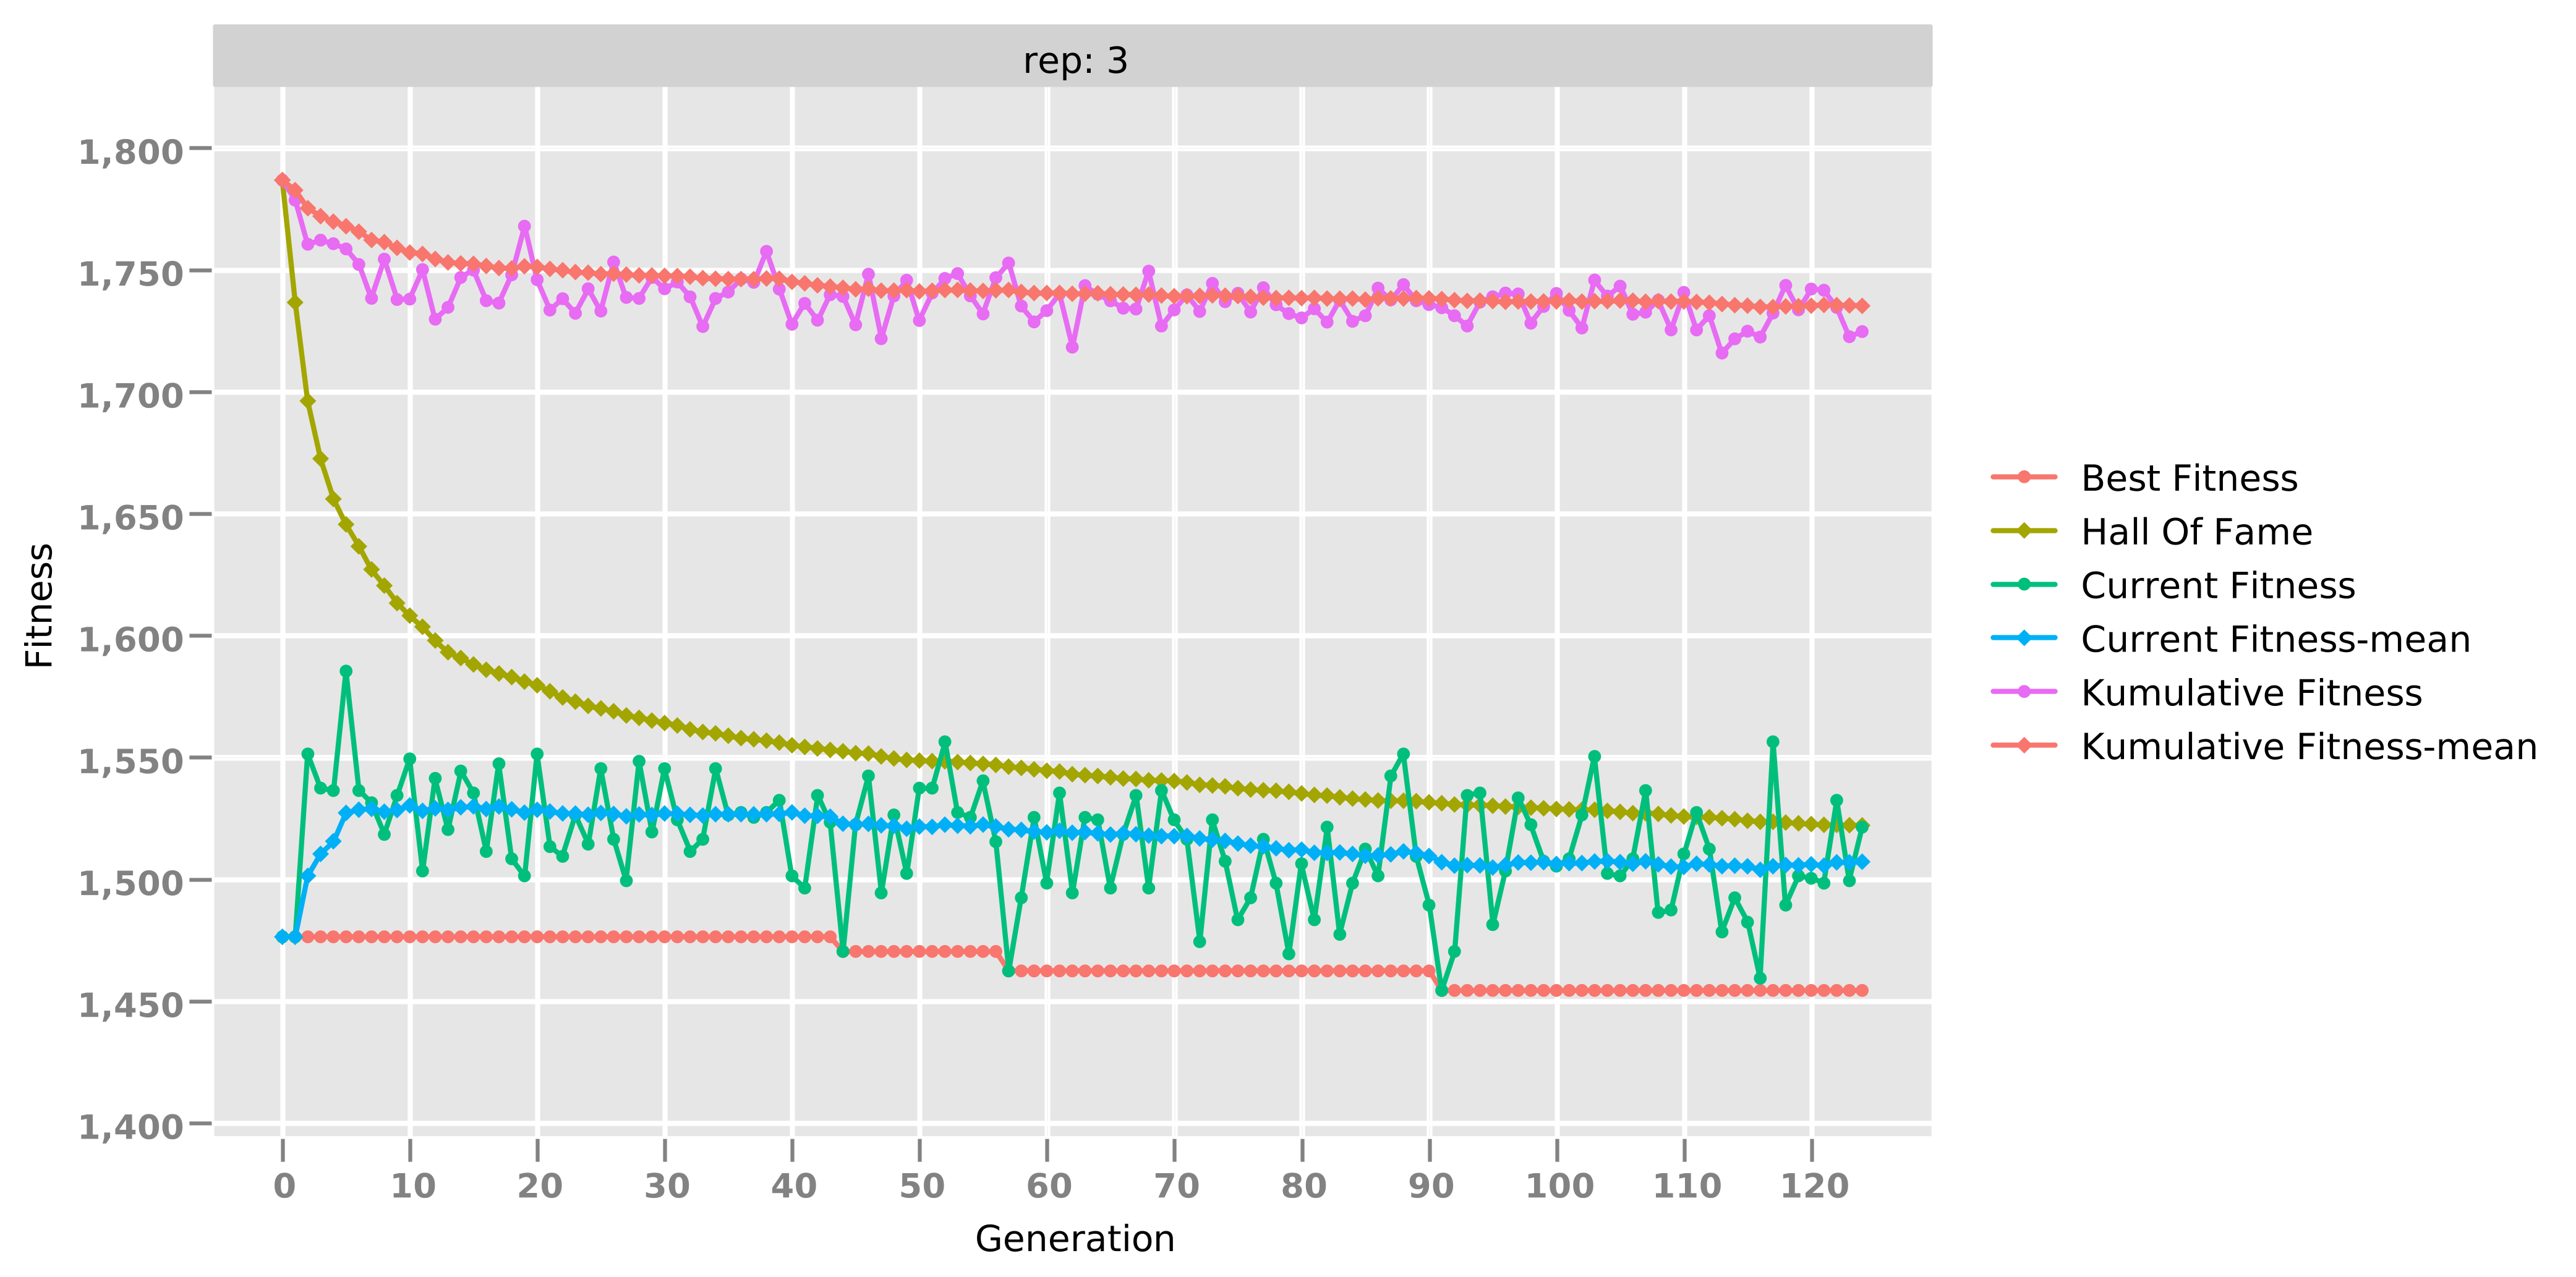 rep: 3
1,800
1,750
1,700
1,650
1,600
1,550
1,500
1,450
1,400
Fitness
0 10 20 30 40 50 60 70 80 90 100 110 120
Generation
Best Fitness
Hall Of Fame
Current Fitness
Current Fitness-mean
Kumulative Fitness
Kumulative Fitness-mean